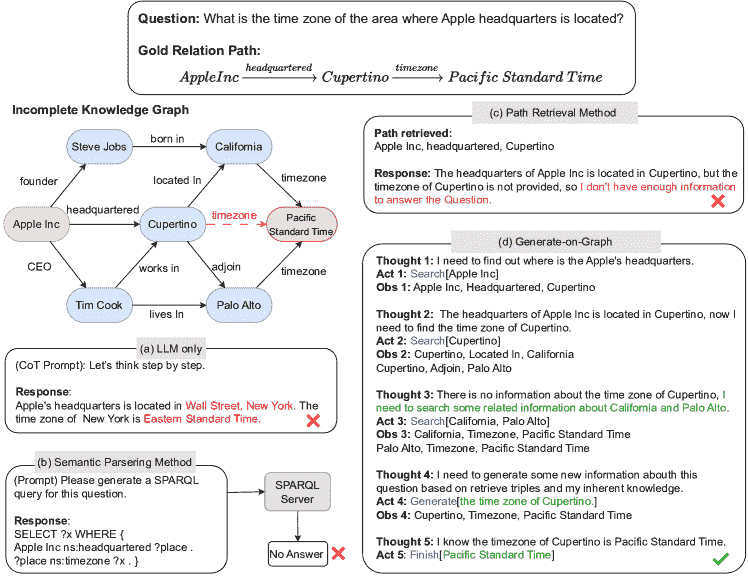 Question: What is the time zone of the area where Apple headquarters is located?
Gold Relation Path:
AppleInc headquartered Cupertino timezone Pacific Standard Time
Incomplete Knowledge Graph
Steve Jobs
born in
California
founder
located In
timezone
Apple Inc
headquartered
Cupertino
timezone
Pacific
Standard Time
CEO
works in
adjoin
timezone
Tim Cook
lives In
Palo Alto
(a) LLM only
(CoT Prompt): Let's think step by step.
Response:
Apple's headquarters is located in Wall Street, New York. The
time zone of New York is Eastern Standard Time.
(b) Semantic Parsering Method
(Prompt) Please generate a SPARQL
query for this question.
Response:
SELECT ?x WHERE {
Apple Inc ns:headquartered ?place .
?place ns:timezone ?x . }
SPARQL
Server
No Answer
(c) Path Retrieval Method
Path retrieved:
Apple Inc, headquartered, Cupertino
Response: The headquarters of Apple Inc is located in Cupertino, but the
timezone of Cupertino is not provided, so I don't have enough information
to answer the Question.
(d) Generate-on-Graph
Thought 1: I need to find out where is the Apple's headquarters.
Act 1: Search[Apple Inc]
Obs 1: Apple Inc, Headquartered, Cupertino
Thought 2: The headquarters of Apple Inc is located in Cupertino, now I
need to find the time zone of Cupertino.
Act 2: Search[Cupertino]
Obs 2: Cupertino, Located In, California
Cupertino, Adjoin, Palo Alto
Thought 3: There is no information about the time zone of Cupertino, I
need to search some related information about California and Palo Alto.
Act 3: Search[California, Palo Alto]
Obs 3: California, Timezone, Pacific Standard Time
Palo Alto, Timezone, Pacific Standard Time
Thought 4: I need to generate some new information abouth this
question based on retrieve triples and my inherent knowledge.
Act 4: Generate[the time zone of Cupertino.]
Obs 4: Cupertino, Timezone, Pacific Standard Time
Thought 5: I know the timezone of Cupertino is Pacific Standard Time.
Act 5: Finish[Pacific Standard Time]